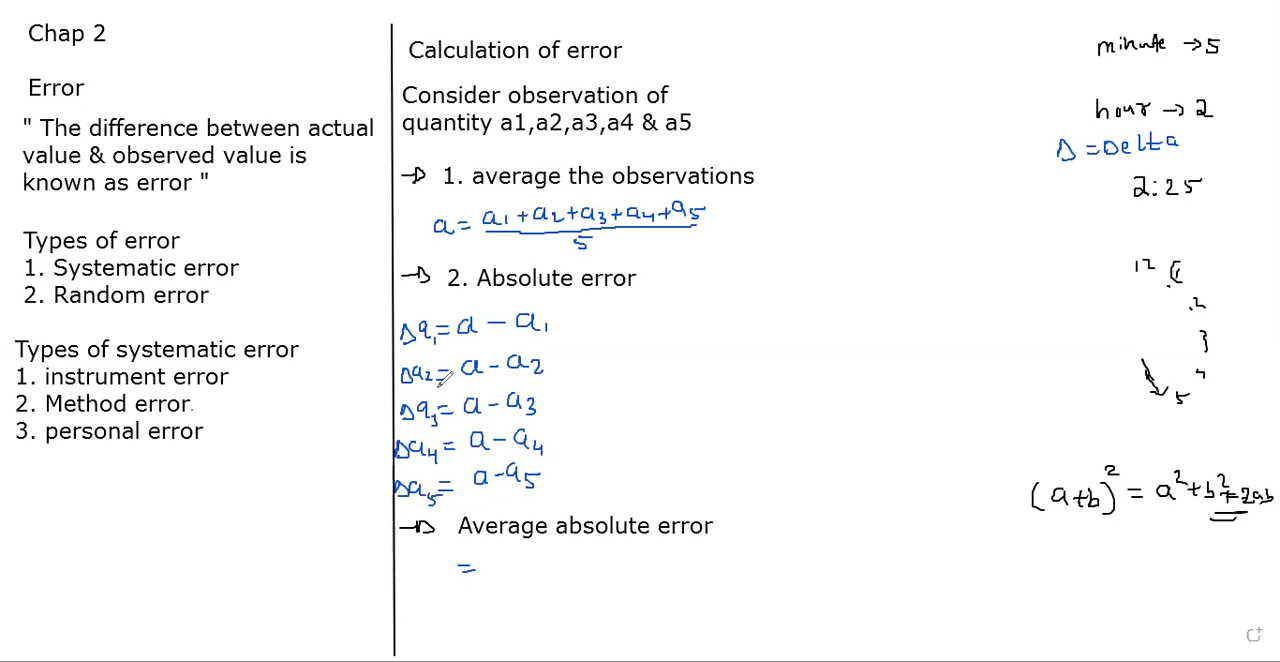 Chap 2
Error
" The difference between actual
value & observed value is
known as error "
Types of error
1. Systematic error
2. Random error
Types of systematic error
1. instrument error
2. Method error
3. personal error
Calculation of error
Consider observation of
quantity a1,a2,a3,a4 & a5
→ 1. average the observations
a = a₁+a₂+a₃+a₄+a₅
5
→ 2. Absolute error
Δa₁ = a − a₁
Δa₂ = a − a₂
Δa₃ = a − a₃
Δa₄ = a − a₄
Δa₅ = a − a₅
→ Average absolute error
=
minute → 5
hour → 2
Δ = Delta
2:25
12
.2
3
4
5
(a+b)² = a²+b²+2ab